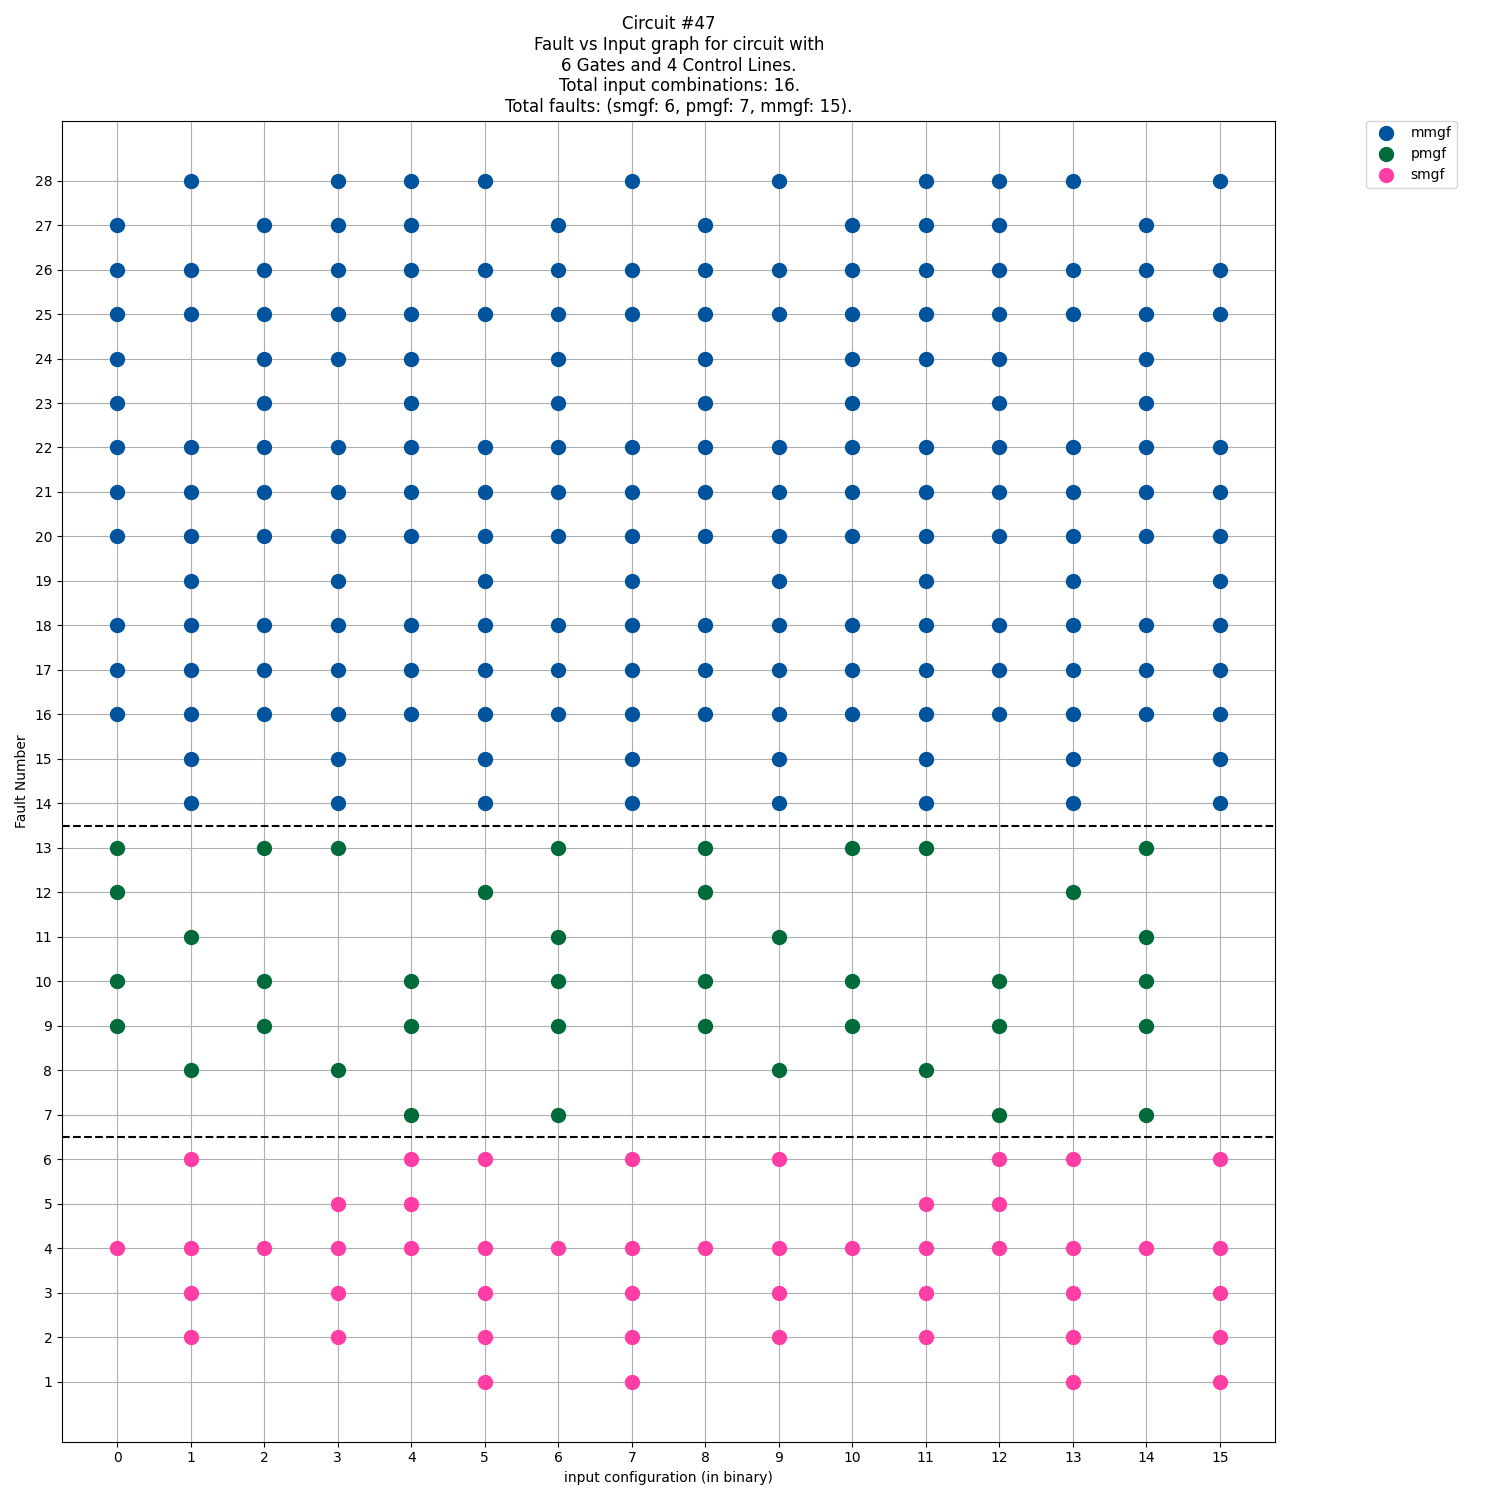 Circuit #47
Fault vs Input graph for circuit with
6 Gates and 4 Control Lines.
Total input combinations: 16.
Total faults: (smgf: 6, pmgf: 7, mmgf: 15).
mmgf
pmgf
smgf
Fault Number
28
27
26
25
24
23
22
21
20
19
18
17
16
15
14
13
12
11
10
9
8
7
6
5
4
3
2
1
0 1 2 3 4 5 6 7 8 9 10 11 12 13 14 15
input configuration (in binary)